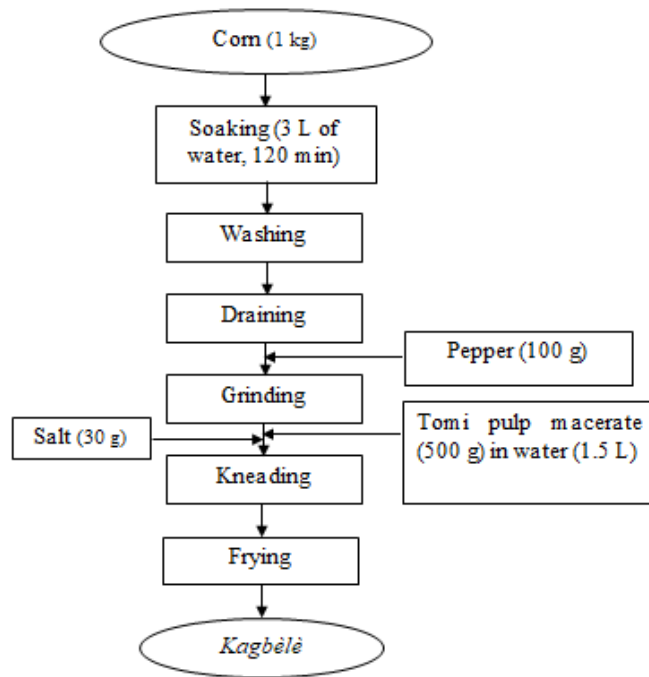 Corn (1 kg)
Soaking (3 L of
water, 120 min)
Washing
Draining
Pepper (100 g)
Grinding
Salt (30 g)
Tomi pulp macerate
(500 g) in water (1.5 L)
Kneading
Frying
Kagbèlè